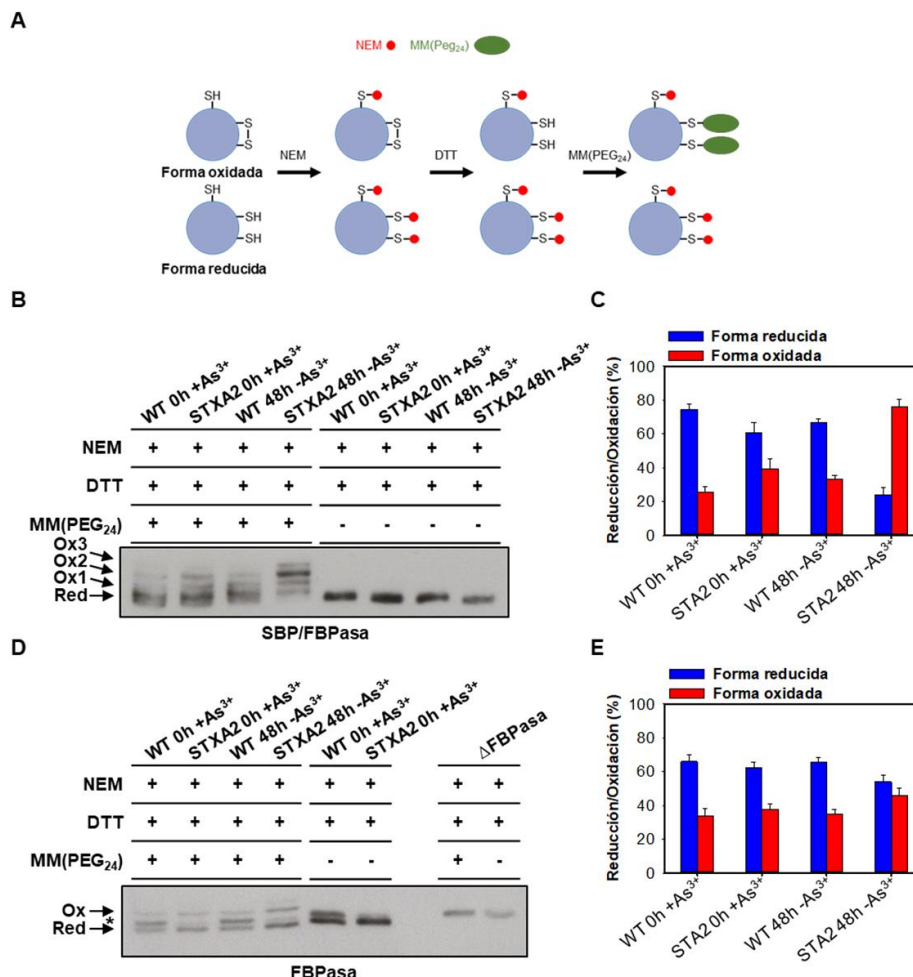 A
NEM MM(Peg24)
SH
S
S
Forma oxidada
SH
SH
SH
Forma reducida
NEM
S
S
S
S
S
S
DTT
S
SH
SH
S
S
S
MM(PEG24)
S
S
S
S
S
S
B
WT 0h +As3+
STXA2 0h +As3+
WT 48h -As3+
STXA2 48h -As3+
WT 0h +As3+
STXA2 0h +As3+
WT 48h -As3+
STXA2 48h -As3+
NEM + + + + + + + +
DTT + + + + + + + +
MM(PEG24) + + + + - - - -
Ox3
Ox2
Ox1
Red
SBP/FBPasa
C
Forma reducida
Forma oxidada
Reducción/Oxidación (%)
100
80
60
40
20
0
WT 0h +As3+
STA2 0h +As3+
WT 48h -As3+
STA2 48h -As3+
D
WT 0h +As3+
STXA2 0h +As3+
WT 48h -As3+
STXA2 48h -As3+
WT 0h +As3+
STXA2 0h +As3+
ΔFBPasa
NEM + + + + + + + +
DTT + + + + + + + +
MM(PEG24) + + + + - - + -
Ox
*
Red
FBPasa
E
Forma reducida
Forma oxidada
Reducción/Oxidación (%)
100
80
60
40
20
0
WT 0h +As3+
STA2 0h +As3+
WT 48h -As3+
STA2 48h -As3+